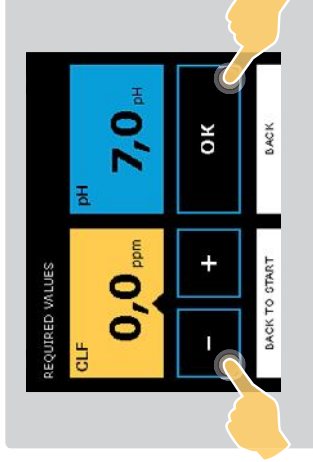 REQUIRED VALUES
CLF
0,0 ppm
pH
7,0 pH
− + OK
BACK TO START BACK